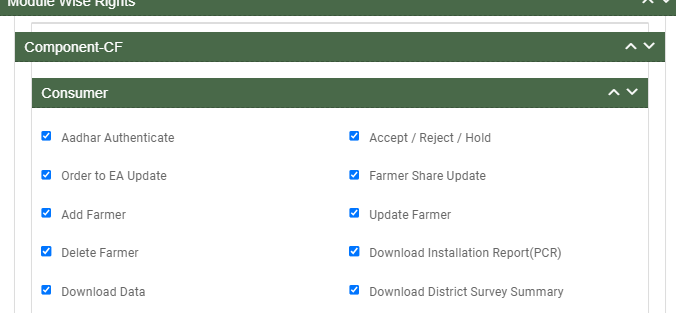 Module Wise Rights
Component-CF
Consumer
Aadhar Authenticate
Accept / Reject / Hold
Order to EA Update
Farmer Share Update
Add Farmer
Update Farmer
Delete Farmer
Download Installation Report(PCR)
Download Data
Download District Survey Summary